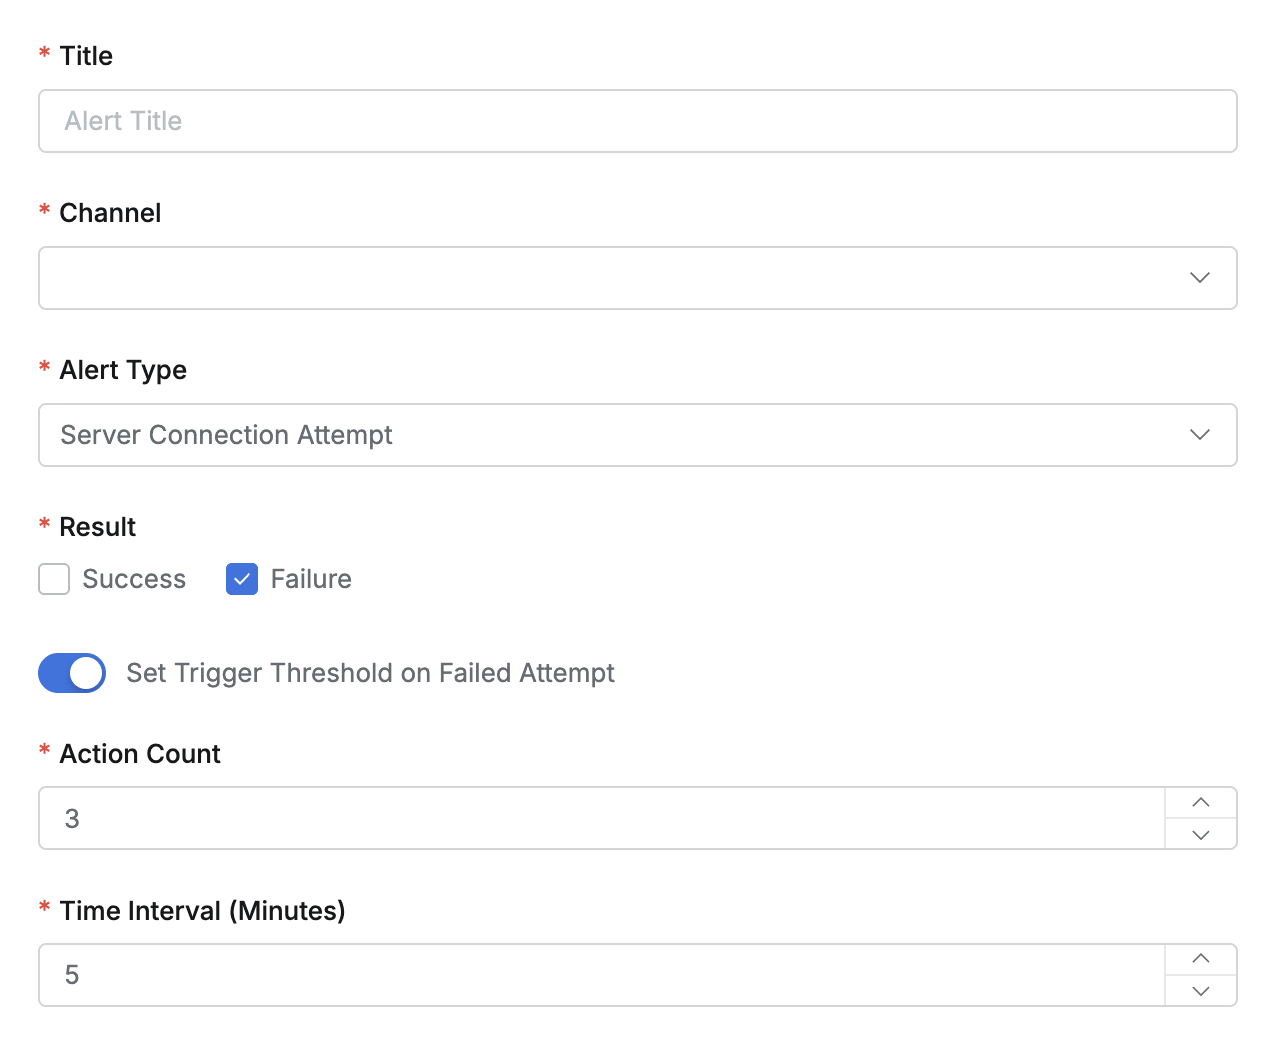 * Title
Alert Title
* Channel
* Alert Type
Server Connection Attempt
* Result
Success Failure
Set Trigger Threshold on Failed Attempt
* Action Count
3
* Time Interval (Minutes)
5